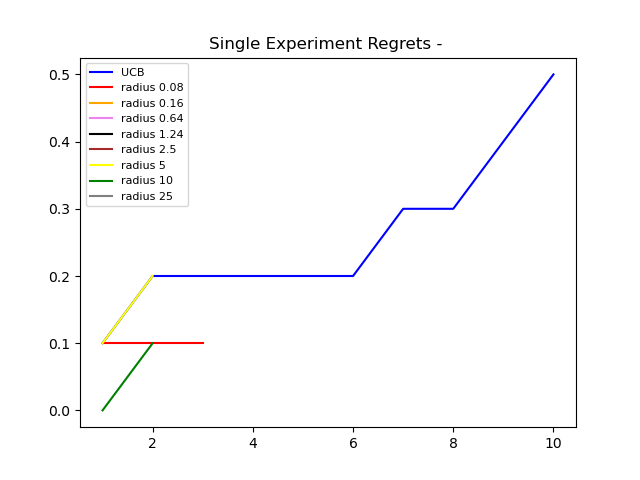 Single Experiment Regrets -
UCB
radius 0.08
radius 0.16
radius 0.64
radius 1.24
radius 2.5
radius 5
radius 10
radius 25
0.5
0.4
0.3
0.2
0.1
0.0
2 4 6 8 10